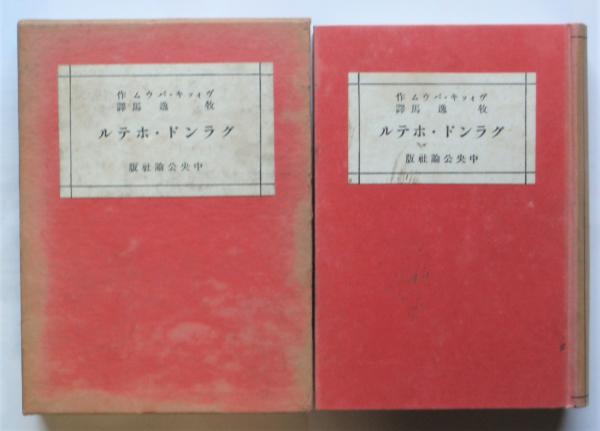 ヴィッキ・バウム作
牧逸馬譯
グランド・ホテル
中央公論社版
ヴィッキ・バウム作
牧逸馬譯
グランド・ホテル
中央公論社版